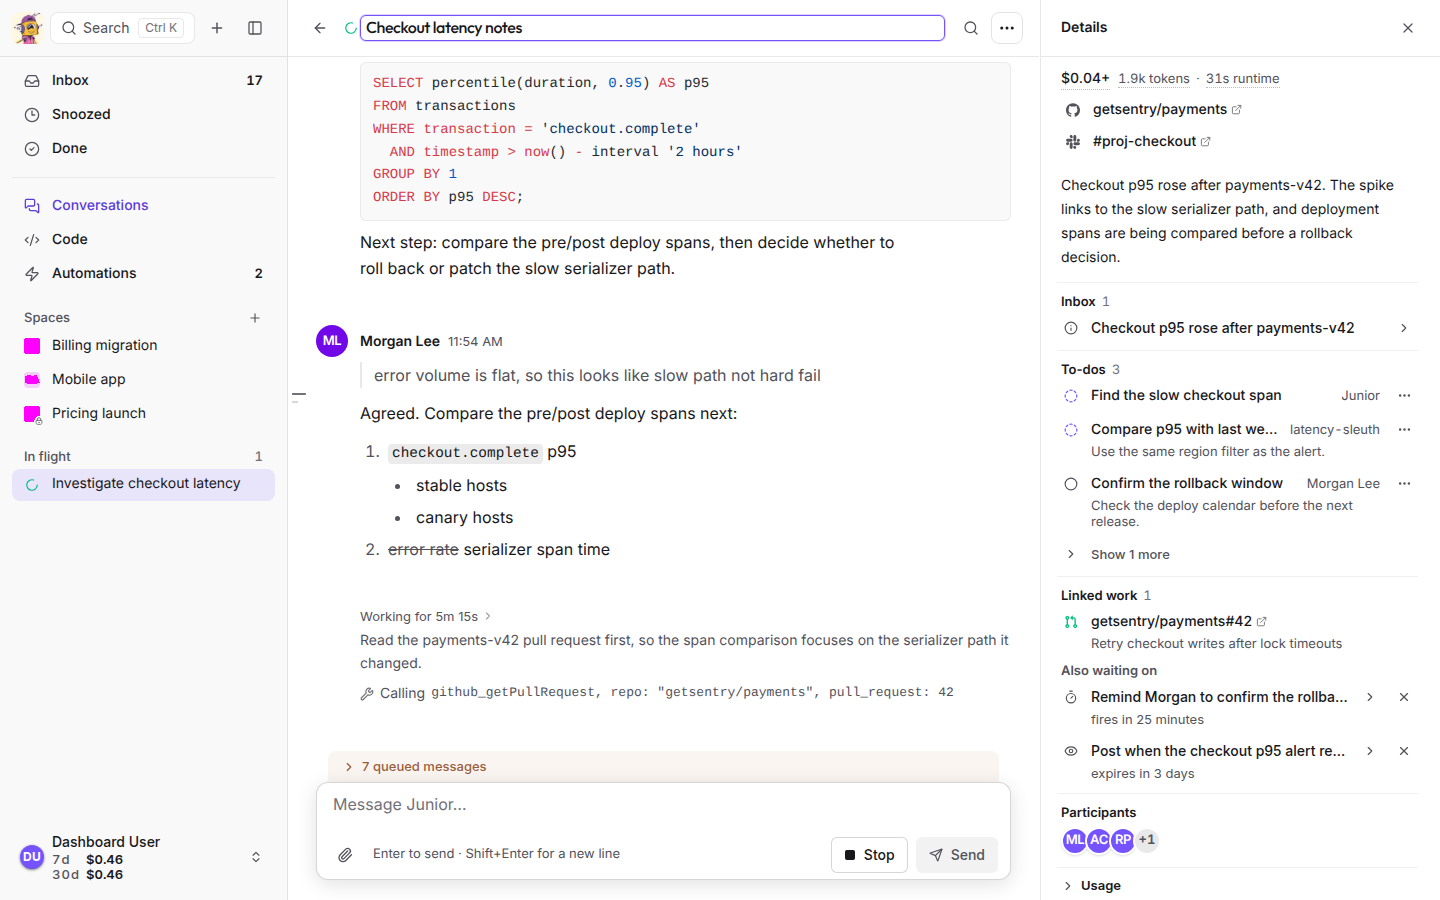 Search Ctrl K
Inbox 17
Snoozed
Done
Conversations
Code
Automations 2
Spaces
Billing migration
Mobile app
Pricing launch
In flight 1
Investigate checkout latency
DU Dashboard User
7d $0.46
30d $0.46
Checkout latency notes
SELECT percentile(duration, 0.95) AS p95
FROM transactions
WHERE transaction = 'checkout.complete'
AND timestamp > now() - interval '2 hours'
GROUP BY 1
ORDER BY p95 DESC;
Next step: compare the pre/post deploy spans, then decide whether to
roll back or patch the slow serializer path.
ML Morgan Lee 11:54 AM
error volume is flat, so this looks like slow path not hard fail
Agreed. Compare the pre/post deploy spans next:
1. checkout.complete p95
• stable hosts
• canary hosts
2. error rate serializer span time
Working for 5m 15s
Read the payments-v42 pull request first, so the span comparison focuses on the serializer path it
changed.
Calling github_getPullRequest, repo: "getsentry/payments", pull_request: 42
7 queued messages
Message Junior...
Enter to send · Shift+Enter for a new line
Stop
Send
Details
$0.04+ 1.9k tokens · 31s runtime
getsentry/payments
#proj-checkout
Checkout p95 rose after payments-v42. The spike
links to the slow serializer path, and deployment
spans are being compared before a rollback
decision.
Inbox 1
Checkout p95 rose after payments-v42
To-dos 3
Find the slow checkout span Junior
Compare p95 with last we... latency-sleuth
Use the same region filter as the alert.
Confirm the rollback window Morgan Lee
Check the deploy calendar before the next
release.
Show 1 more
Linked work 1
getsentry/payments#42
Retry checkout writes after lock timeouts
Also waiting on
Remind Morgan to confirm the rollba...
fires in 25 minutes
Post when the checkout p95 alert re...
expires in 3 days
Participants
ML AC RP +1
Usage